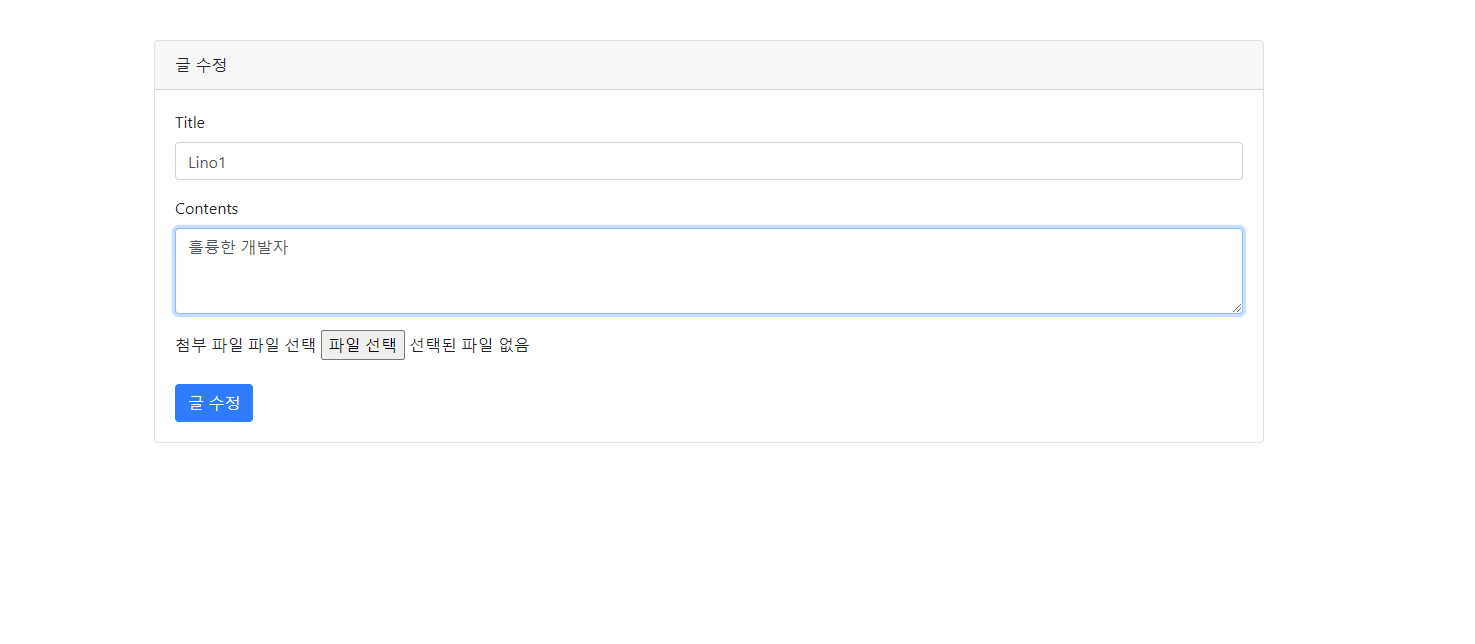 글 수정
Title
Lino1
Contents
훌륭한 개발자
첨부 파일 파일 선택 파일 선택 선택된 파일 없음
글 수정